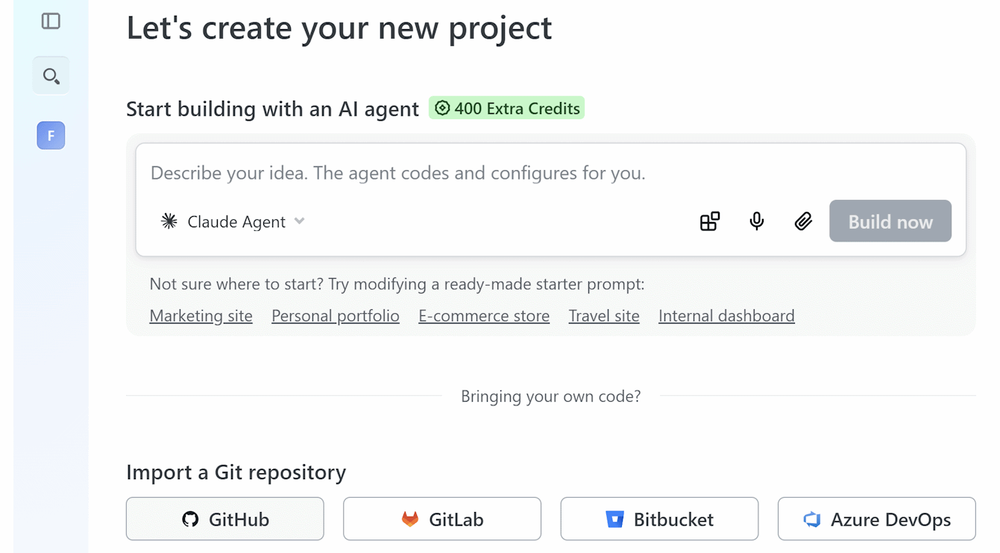 Let's create your new project
Start building with an AI agent
400 Extra Credits
F
Describe your idea. The agent codes and configures for you.
Claude Agent
Build now
Not sure where to start? Try modifying a ready-made starter prompt:
Marketing site Personal portfolio E-commerce store Travel site Internal dashboard
Bringing your own code?
Import a Git repository
GitHub GitLab Bitbucket Azure DevOps